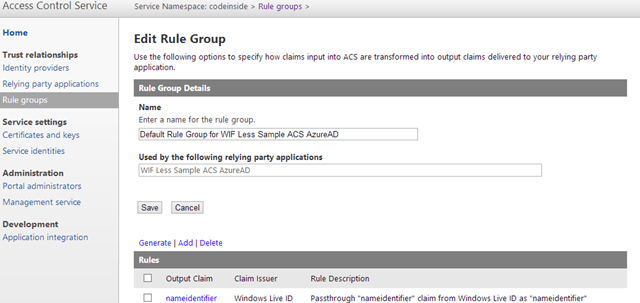 Access Control Service
Service Namespace: codeinside > Rule groups >
Home
Trust relationships
Identity providers
Relying party applications
Rule groups
Service settings
Certificates and keys
Service identities
Administration
Portal administrators
Management service
Development
Application integration
Edit Rule Group
Use the following options to specify how claims input into ACS are transformed into output claims delivered to your relying party
application.
Rule Group Details
Name
Enter a name for the rule group.
Default Rule Group for WIF Less Sample ACS AzureAD
Used by the following relying party applications
WIF Less Sample ACS AzureAD
Save Cancel
Generate | Add | Delete
Rules
Output Claim Claim Issuer Rule Description
nameidentifier Windows Live ID Passthrough "nameidentifier" claim from Windows Live ID as "nameidentifier"